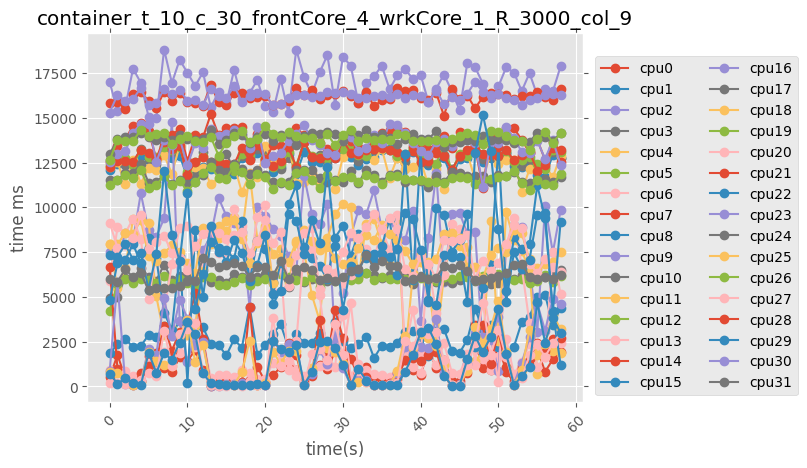 container_t_10_c_30_frontCore_4_wrkCore_1_R_3000_col_9
17500
15000
12500
10000
7500
5000
2500
0
time ms
0
10
20
30
40
50
60
time(s)
cpu0
cpu1
cpu2
cpu3
cpu4
cpu5
cpu6
cpu7
cpu8
cpu9
cpu10
cpu11
cpu12
cpu13
cpu14
cpu15
cpu16
cpu17
cpu18
cpu19
cpu20
cpu21
cpu22
cpu23
cpu24
cpu25
cpu26
cpu27
cpu28
cpu29
cpu30
cpu31